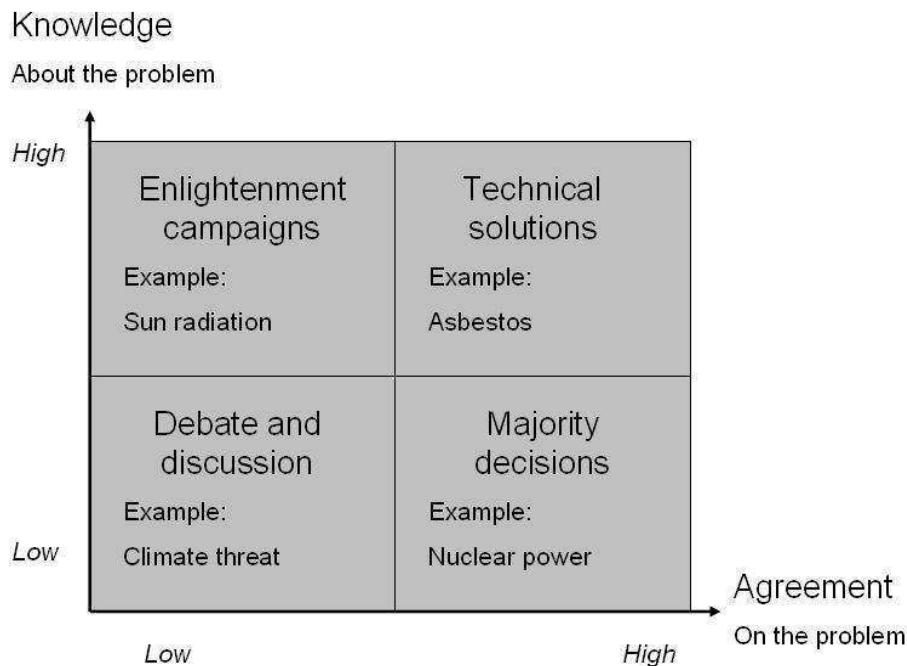 Knowledge
About the problem
High
Enlightenment
campaigns
Example:
Sun radiation
Technical
solutions
Example:
Asbestos
Debate and
discussion
Example:
Climate threat
Majority
decisions
Example:
Nuclear power
Low
Agreement
On the problem
Low
High